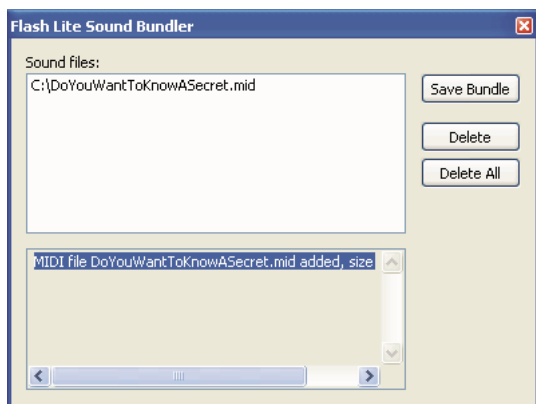 Flash Lite Sound Bundler
Sound files:
C:\DoYouWantToKnowASecret.mid
Save Bundle
Delete
Delete All
MIDI file DoYouWantToKnowASecret.mid added, size